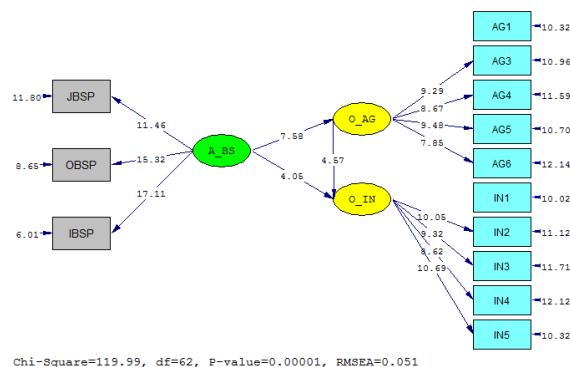 AG1 10.32
AG3 10.96
9.29
11.80 JBSP
8.67 AG4 11.59
11.46
O_AG
9.48 AG5 10.70
7.58
7.85
15.32
AG6 12.14
8.65 OBSP
A_BS
4.57
IN1 10.02
4.05
17.11
O_IN
10.05 IN2 11.12
6.01 IBSP
9.32 IN3 11.71
8.62
10.69 IN4 12.12
IN5 10.32
Chi-Square=119.99, df=62, P-value=0.00001, RMSEA=0.051